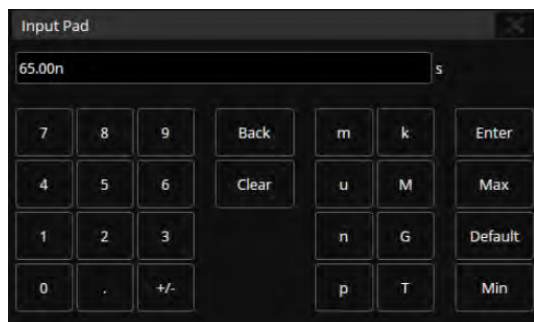 Input Pad
65.00n s
7 8 9 Back m k Enter
4 5 6 Clear u M Max
1 2 3 n G Default
0 . +/- p T Min